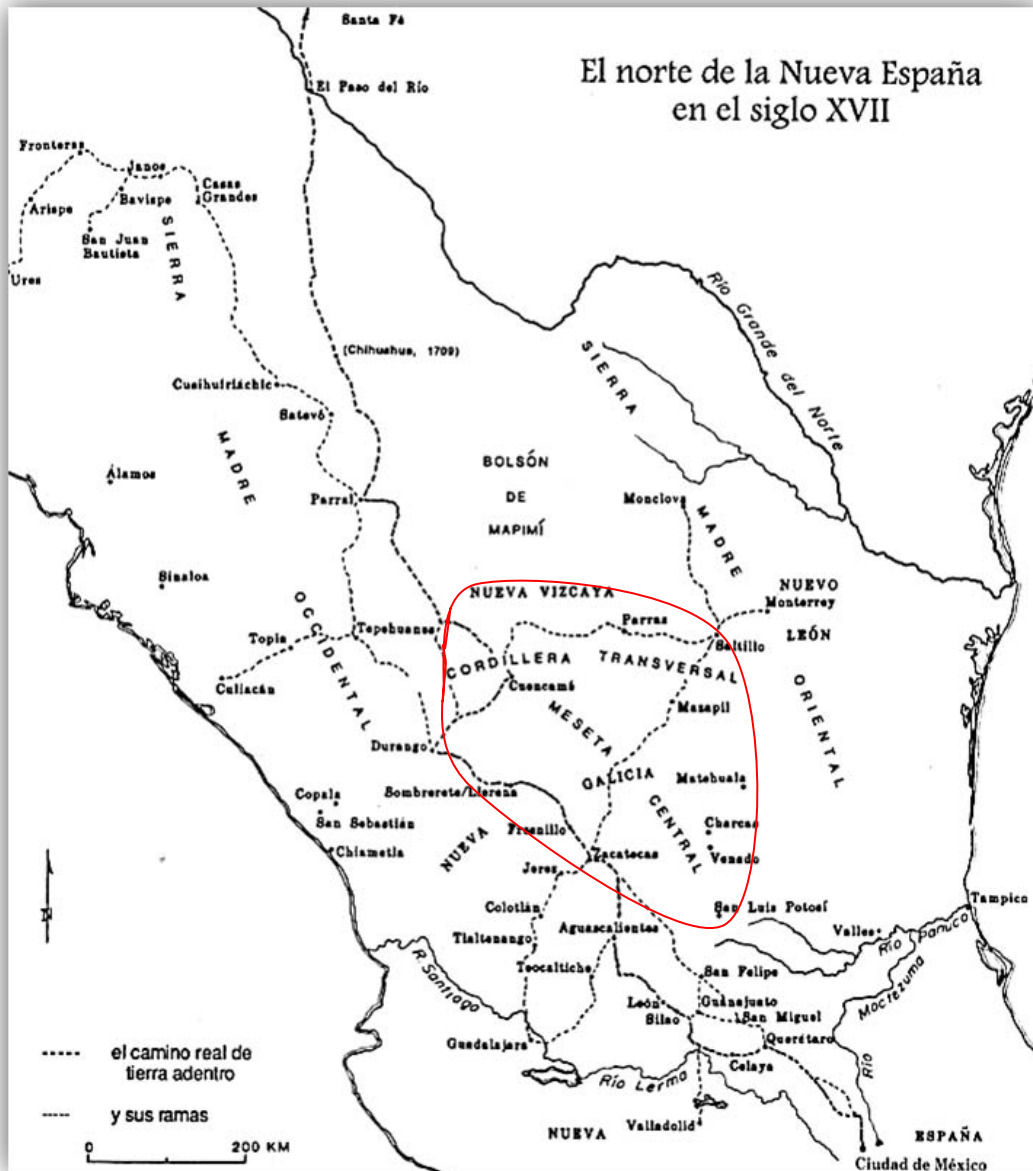 El norte de la Nueva España
en el siglo XVII
Santa Fé
El Paso del Río
Fronteras
Janos
Casas
Grandes
Bavispe
Arispe
San Juan
Bautista
Ures
SIERRA
MADRE
OCCIDENTAL
(Chihuahua, 1709)
Cusihuiriáchic
Satevó
Álamos
Parral
BOLSÓN
DE
MAPIMÍ
Río Grande del Norte
SIERRA
MADRE
ORIENTAL
Monclova
Sinaloa
NUEVA VIZCAYA
NUEVO
LEÓN
Monterrey
Parras
Saltillo
Topia
Tepehuanes
Culiacán
CORDILLERA TRANSVERSAL
Cuencamé
Mazapil
MESETA
CENTRAL
Durango
NUEVA
GALICIA
Matehuala
Sombrerete/Llerena
Copala
San Sebastián
Chiametla
Fresnillo
Charcas
Venado
Zacatecas
Jerez
San Luis Potosí
Tampico
Colotlán
Aguascalientes
Valles
Río Panuco
Tlaltenango
Teocaltiche
San Felipe
R. Santiago
León
Silao
Guanajuato
San Miguel
Río Moctezuma
Querétaro
Guadalajara
Celaya
Río Lerma
Valladolid
NUEVA
ESPAÑA
Ciudad de México
N
el camino real de
tierra adentro
y sus ramas
0 200 KM